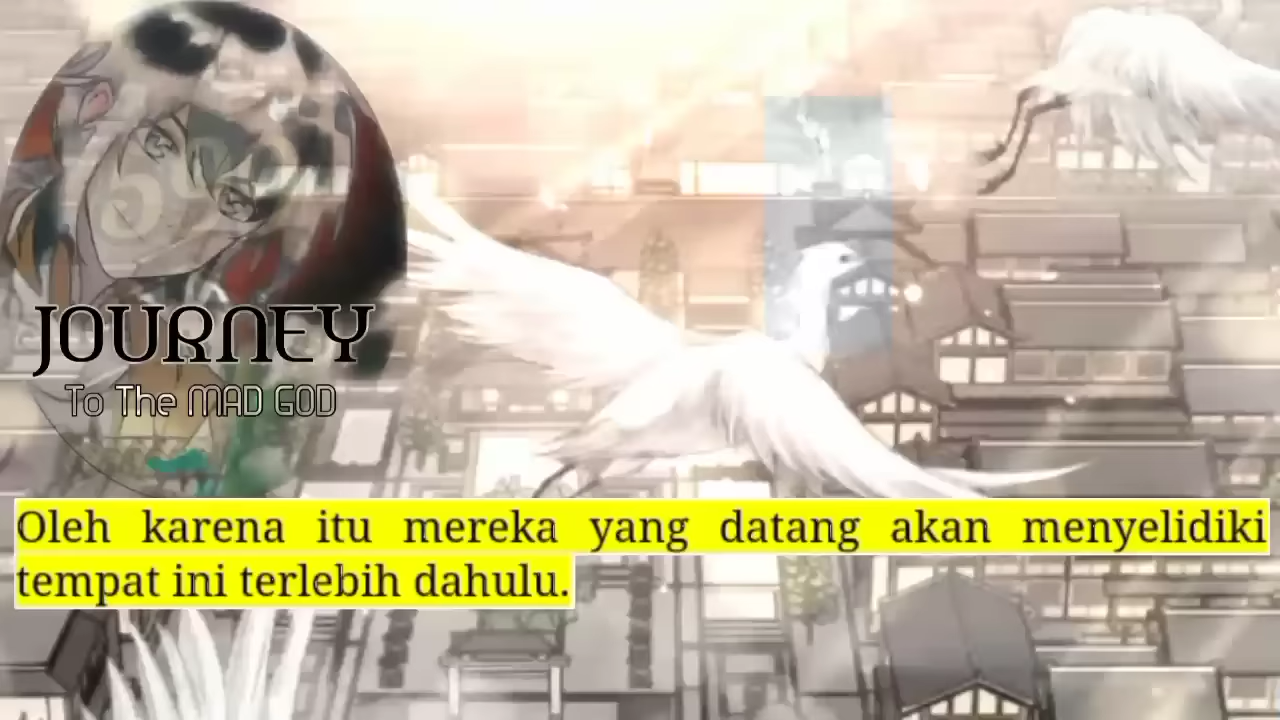 JOURNEY
To The MAD GOD
Oleh karena itu mereka yang datang akan menyelidiki
tempat ini terlebih dahulu.